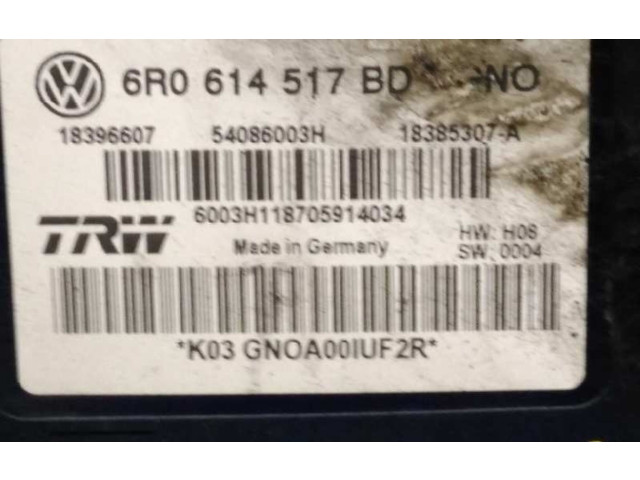 6R0 614 517 BD NO
18396607 54086003H 18385307-A
6003H118705914034
TRW Made in Germany HW: H08
SW: 0004
*K03 GNOA00IUF2R*